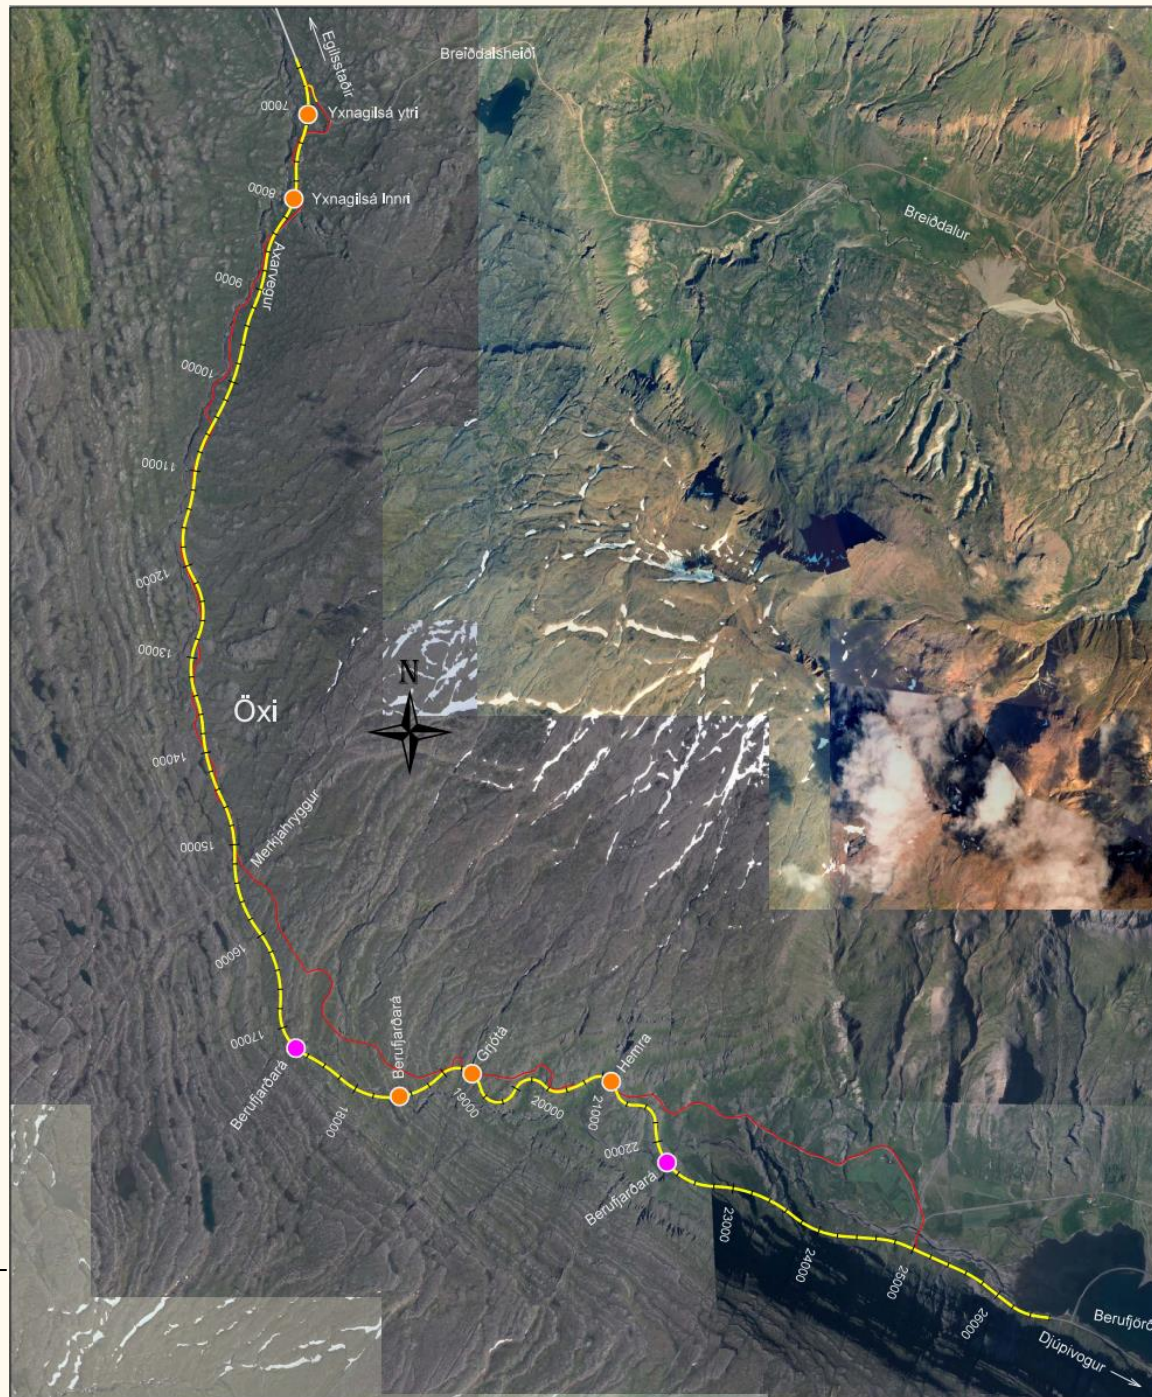 Egilsstaðir
Breiðdalsheiði
7000
Yxnagilsá ytri
8000
Yxnagilsá Innri
Breiðdalur
Axarvegur
9000
10000
11000
12000
13000
N
Öxi
14000
15000
Merkjahryggur
16000
17000
Berufjarðará
18000
Berufjarðará
Grjótá
19000
20000
Hemra
21000
22000
Berufjarðará
23000
24000
25000
26000
Berufjörð
Djúpivogur